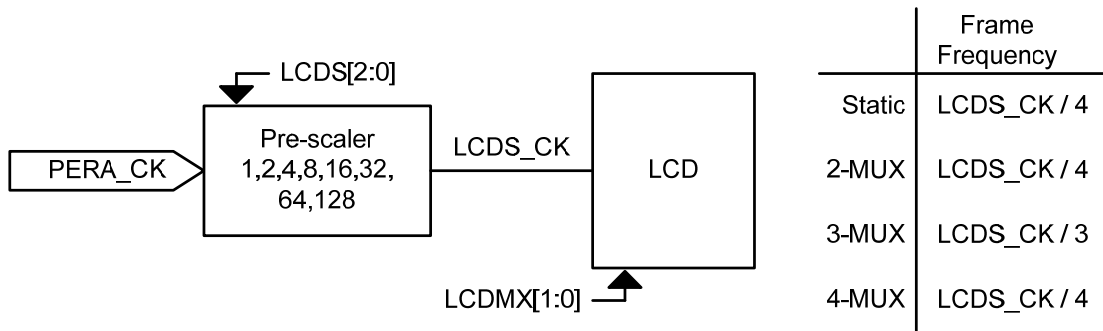 LCDS[2:0]
PERA_CK
Pre-scaler
1,2,4,8,16,32,
64,128
LCDS_CK
LCD
LCDMX[1:0]
Frame
Frequency
Static LCDS_CK / 4
2-MUX LCDS_CK / 4
3-MUX LCDS_CK / 3
4-MUX LCDS_CK / 4